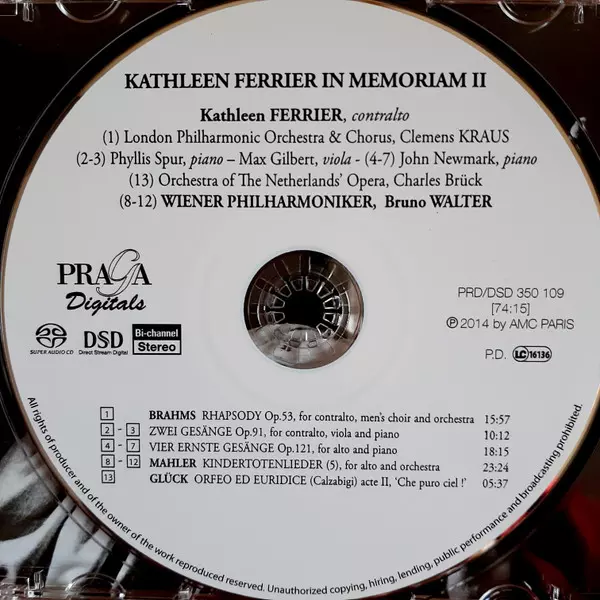 KATHLEEN FERRIER IN MEMORIAM II
Kathleen FERRIER, contralto
(1) London Philharmonic Orchestra & Chorus, Clemens KRAUS
(2-3) Phyllis Spur, piano – Max Gilbert, viola - (4-7) John Newmark, piano
(13) Orchestra of The Netherlands' Opera, Charles Brück
(8-12) WIENER PHILHARMONIKER, Bruno WALTER
PRAGA
Digitals
SUPER AUDIO CD
DSD
Direct Stream Digital
Bi-channel
Stereo
PRD/DSD 350 109
[74:15]
℗ 2014 by AMC PARIS
P.D. LC 16136
1 BRAHMS RHAPSODY Op.53, for contralto, men's choir and orchestra 15:57
2 - 3 ZWEI GESÄNGE Op.91, for contralto, viola and piano 10:12
4 - 7 VIER ERNSTE GESÄNGE Op.121, for alto and piano 18:15
8 - 12 MAHLER KINDERTOTENLIEDER (5), for alto and orchestra 23:24
13 GLÜCK ORFEO ED EURIDICE (Calzabigi) acte II, 'Che puro ciel !' 05:37
All rights of producer and of the owner of the work reproduced reserved. Unauthorized copying, hiring, lending, public performance and broadcasting prohibited.